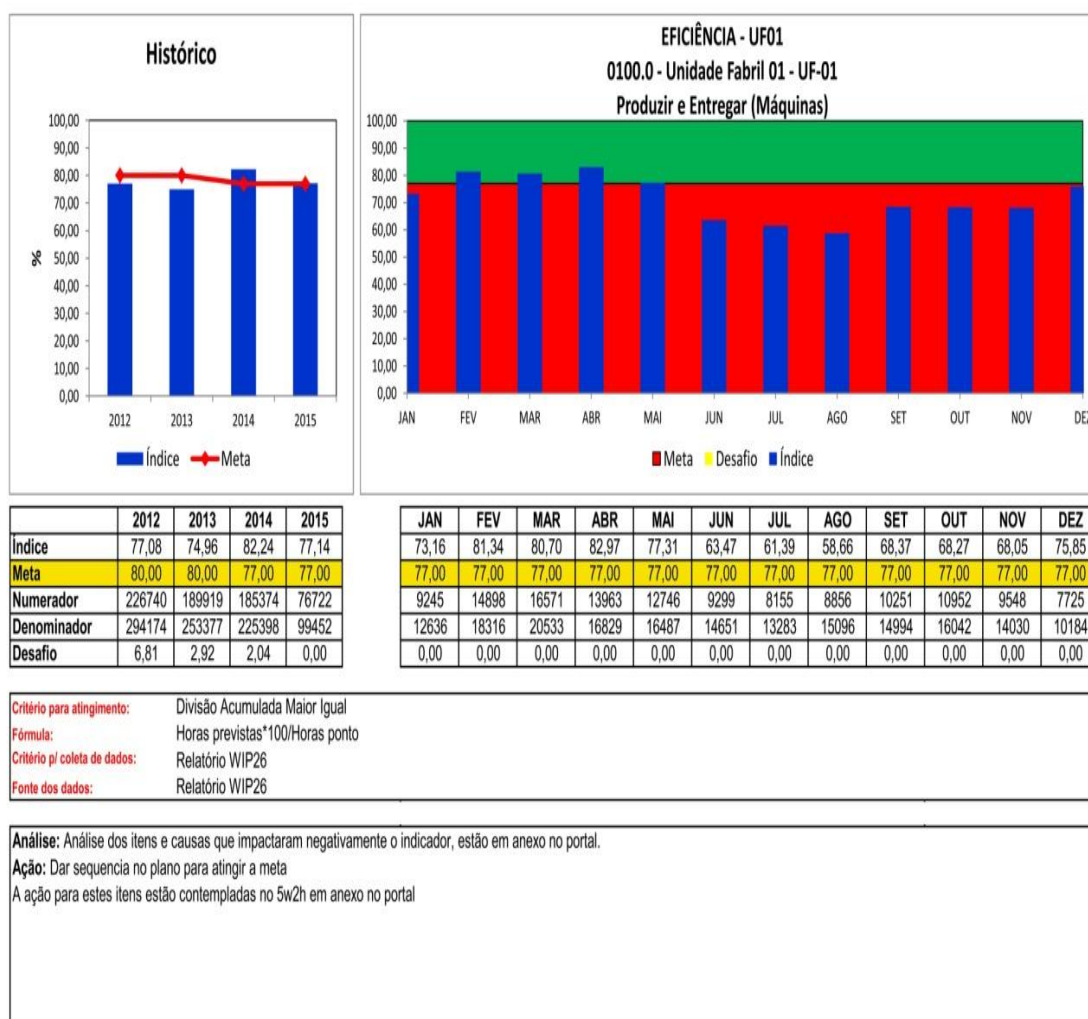 Histórico
100,00
90,00
80,00
70,00
60,00
50,00
40,00
30,00
20,00
10,00
0,00
%
2012 2013 2014 2015
Índice Meta
EFICIÊNCIA - UF01
0100.0 - Unidade Fabril 01 - UF-01
Produzir e Entregar (Máquinas)
100,00
90,00
80,00
70,00
60,00
50,00
40,00
30,00
20,00
10,00
0,00
JAN FEV MAR ABR MAI JUN JUL AGO SET OUT NOV DEZ
Meta Desafio Índice
2012 2013 2014 2015
Índice 77,08 74,96 82,24 77,14
Meta 80,00 80,00 77,00 77,00
Numerador 226740 189919 185374 76722
Denominador 294174 253377 225398 99452
Desafio 6,81 2,92 2,04 0,00
JAN FEV MAR ABR MAI JUN JUL AGO SET OUT NOV DEZ
73,16 81,34 80,70 82,97 77,31 63,47 61,39 58,66 68,37 68,27 68,05 75,85
77,00 77,00 77,00 77,00 77,00 77,00 77,00 77,00 77,00 77,00 77,00 77,00
9245 14898 16571 13963 12746 9299 8155 8856 10251 10952 9548 7725
12636 18316 20533 16829 16487 14651 13283 15096 14994 16042 14030 10184
0,00 0,00 0,00 0,00 0,00 0,00 0,00 0,00 0,00 0,00 0,00 0,00
Critério para atingimento: Divisão Acumulada Maior Igual
Fórmula: Horas previstas*100/Horas ponto
Critério p/ coleta de dados: Relatório WIP26
Fonte dos dados: Relatório WIP26
Análise: Análise dos itens e causas que impactaram negativamente o indicador, estão em anexo no portal.
Ação: Dar sequencia no plano para atingir a meta
A ação para estes itens estão contempladas no 5w2h em anexo no portal